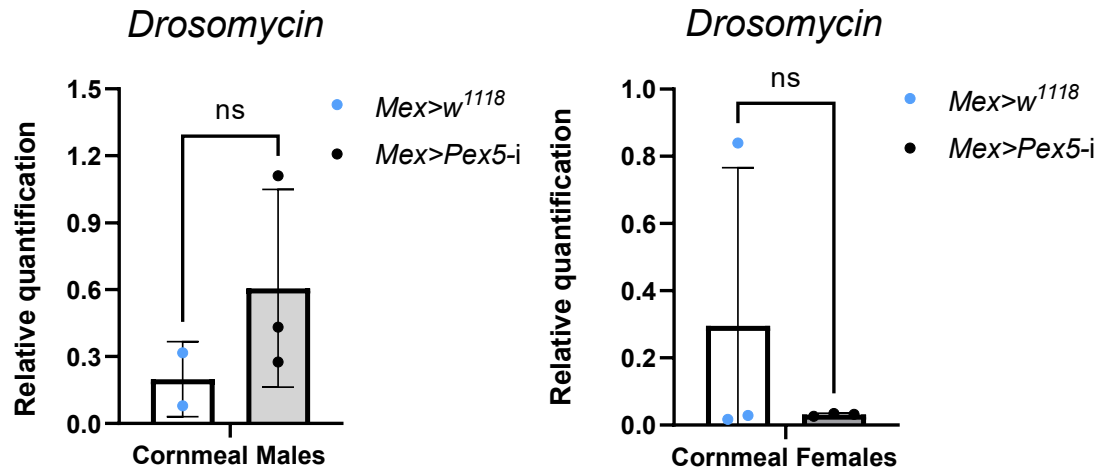 Drosomycin
Relative quantification
1.5
1.2
0.9
0.6
0.3
0.0
ns
Mex>w1118
Mex>Pex5-i
Cornmeal Males
Drosomycin
Relative quantification
1.0
0.8
0.6
0.4
0.2
0.0
ns
Mex>w1118
Mex>Pex5-i
Cornmeal Females